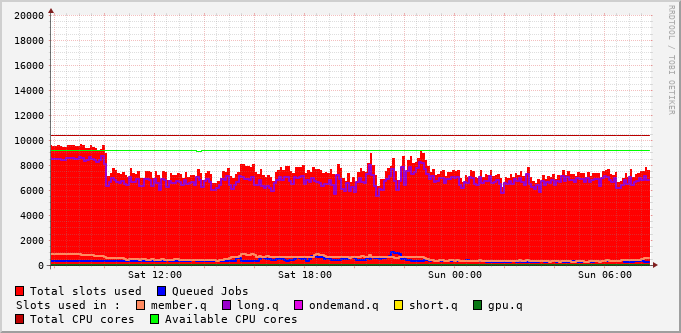 20000
18000
16000
14000
12000
10000
8000
6000
4000
2000
0
Sat 12:00 Sat 18:00 Sun 00:00 Sun 06:00
RRDTOOL / TOBI OETIKER
Total slots used Queued Jobs
Slots used in : member.q long.q ondemand.q short.q gpu.q
Total CPU cores Available CPU cores